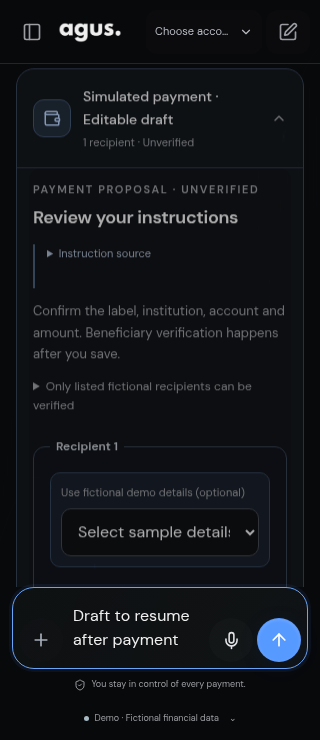 agus.
Choose acco...
Simulated payment ·
Editable draft
1 recipient · Unverified
PAYMENT PROPOSAL · UNVERIFIED
Review your instructions
Instruction source
Confirm the label, institution, account and
amount. Beneficiary verification happens
after you save.
Only listed fictional recipients can be
verified
Recipient 1
Use fictional demo details (optional)
Select sample details
Draft to resume
after payment
You stay in control of every payment.
Demo · Fictional financial data